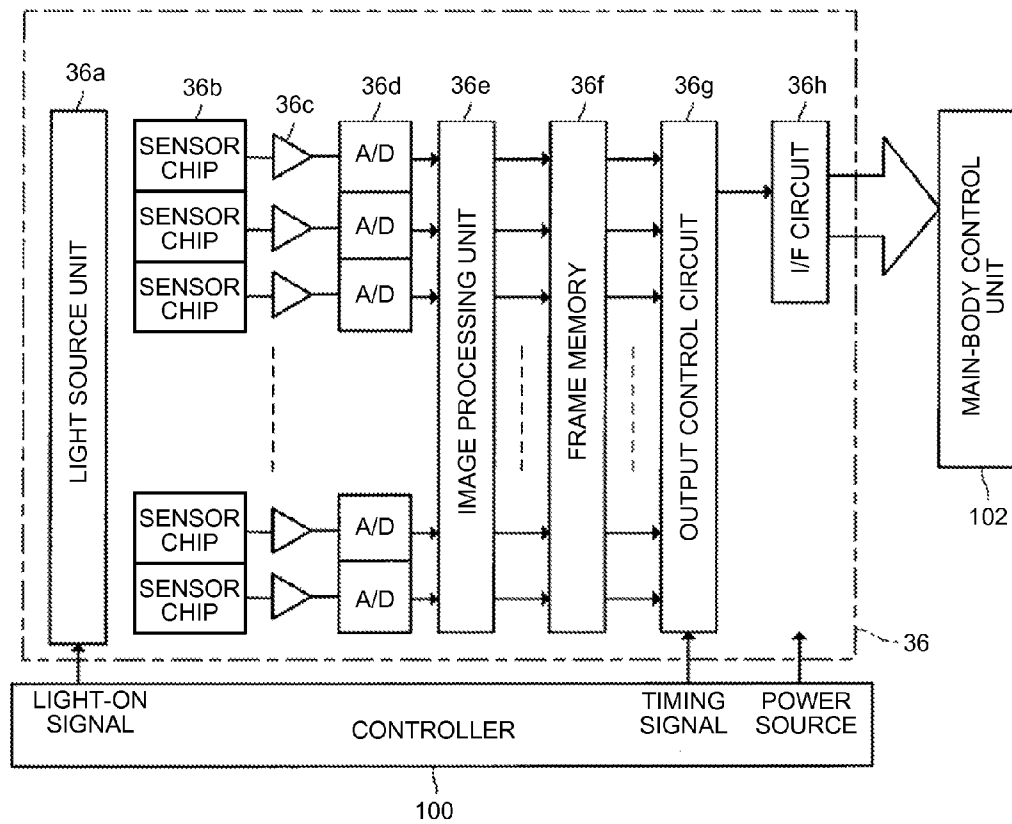 36a
36b
36c
36d
36e
36f
36g
36h
LIGHT SOURCE UNIT
SENSOR
CHIP
SENSOR
CHIP
SENSOR
CHIP
SENSOR
CHIP
SENSOR
CHIP
A/D
A/D
A/D
A/D
A/D
IMAGE PROCESSING UNIT
FRAME MEMORY
OUTPUT CONTROL CIRCUIT
I/F CIRCUIT
MAIN-BODY CONTROL
UNIT
102
36
LIGHT-ON
SIGNAL
CONTROLLER
TIMING
SIGNAL
POWER
SOURCE
100